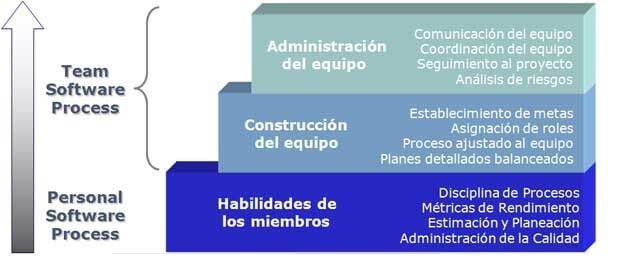 Team
Software
Process
Personal
Software
Process
Administración
del equipo
Comunicación del equipo
Coordinación del equipo
Seguimiento al proyecto
Análisis de riesgos
Construcción
del equipo
Establecimiento de metas
Asignación de roles
Proceso ajustado al equipo
Planes detallados balanceados
Habilidades de
los miembros
Disciplina de Procesos
Métricas de Rendimiento
Estimación y Planeación
Administración de la Calidad